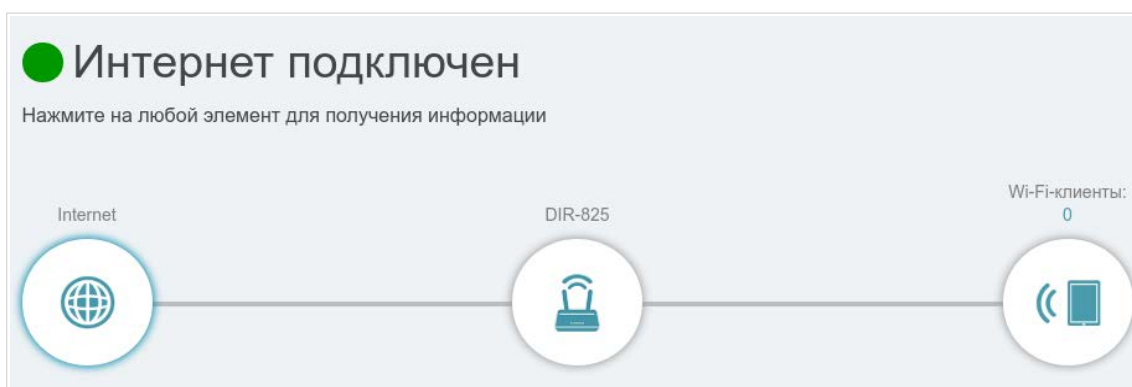 Интернет подключен
Нажмите на любой элемент для получения информации
Internet
DIR-825
Wi-Fi-клиенты:
0